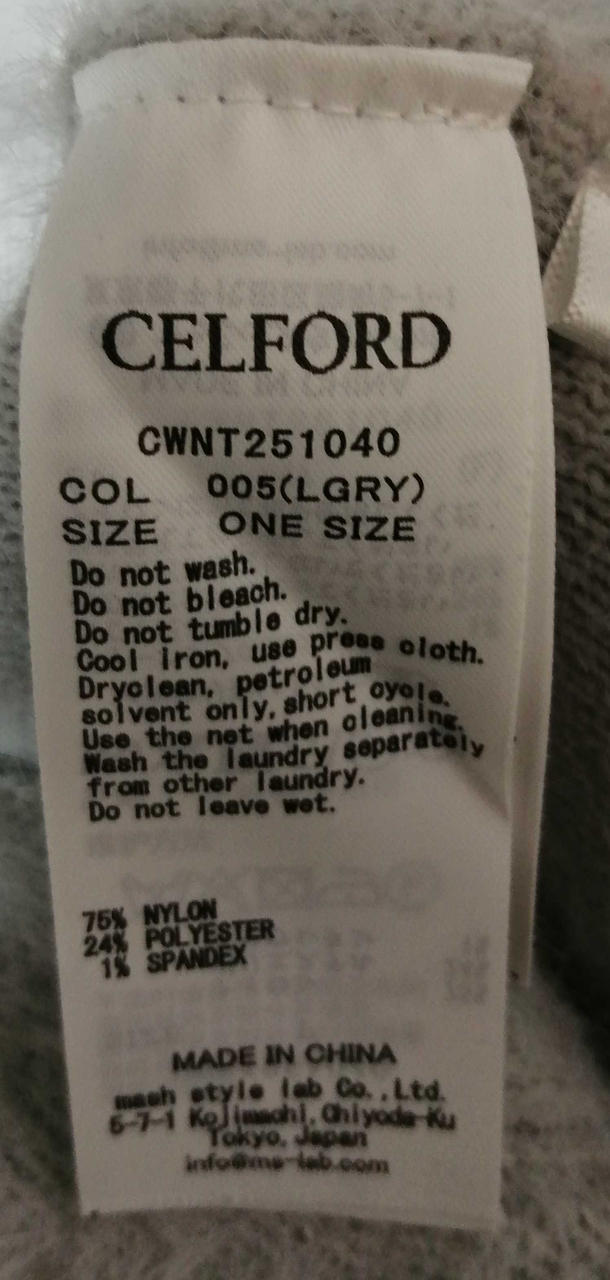 CELFORD
CWNT251040
COL 005(LGRY)
SIZE ONE SIZE
Do not wash.
Do not bleach.
Do not tumble dry.
Cool iron, use press cloth.
Dryclean, petroleum
solvent only, short cycle.
Use the net when cleaning.
Wash the laundry separately
from other laundry.
Do not leave wet.
75% NYLON
24% POLYESTER
1% SPANDEX
MADE IN CHINA
mash style lab Co.,Ltd.
5-7-1 Kojimachi, Chiyoda-Ku
Tokyo, Japan
info@ms-lab.com